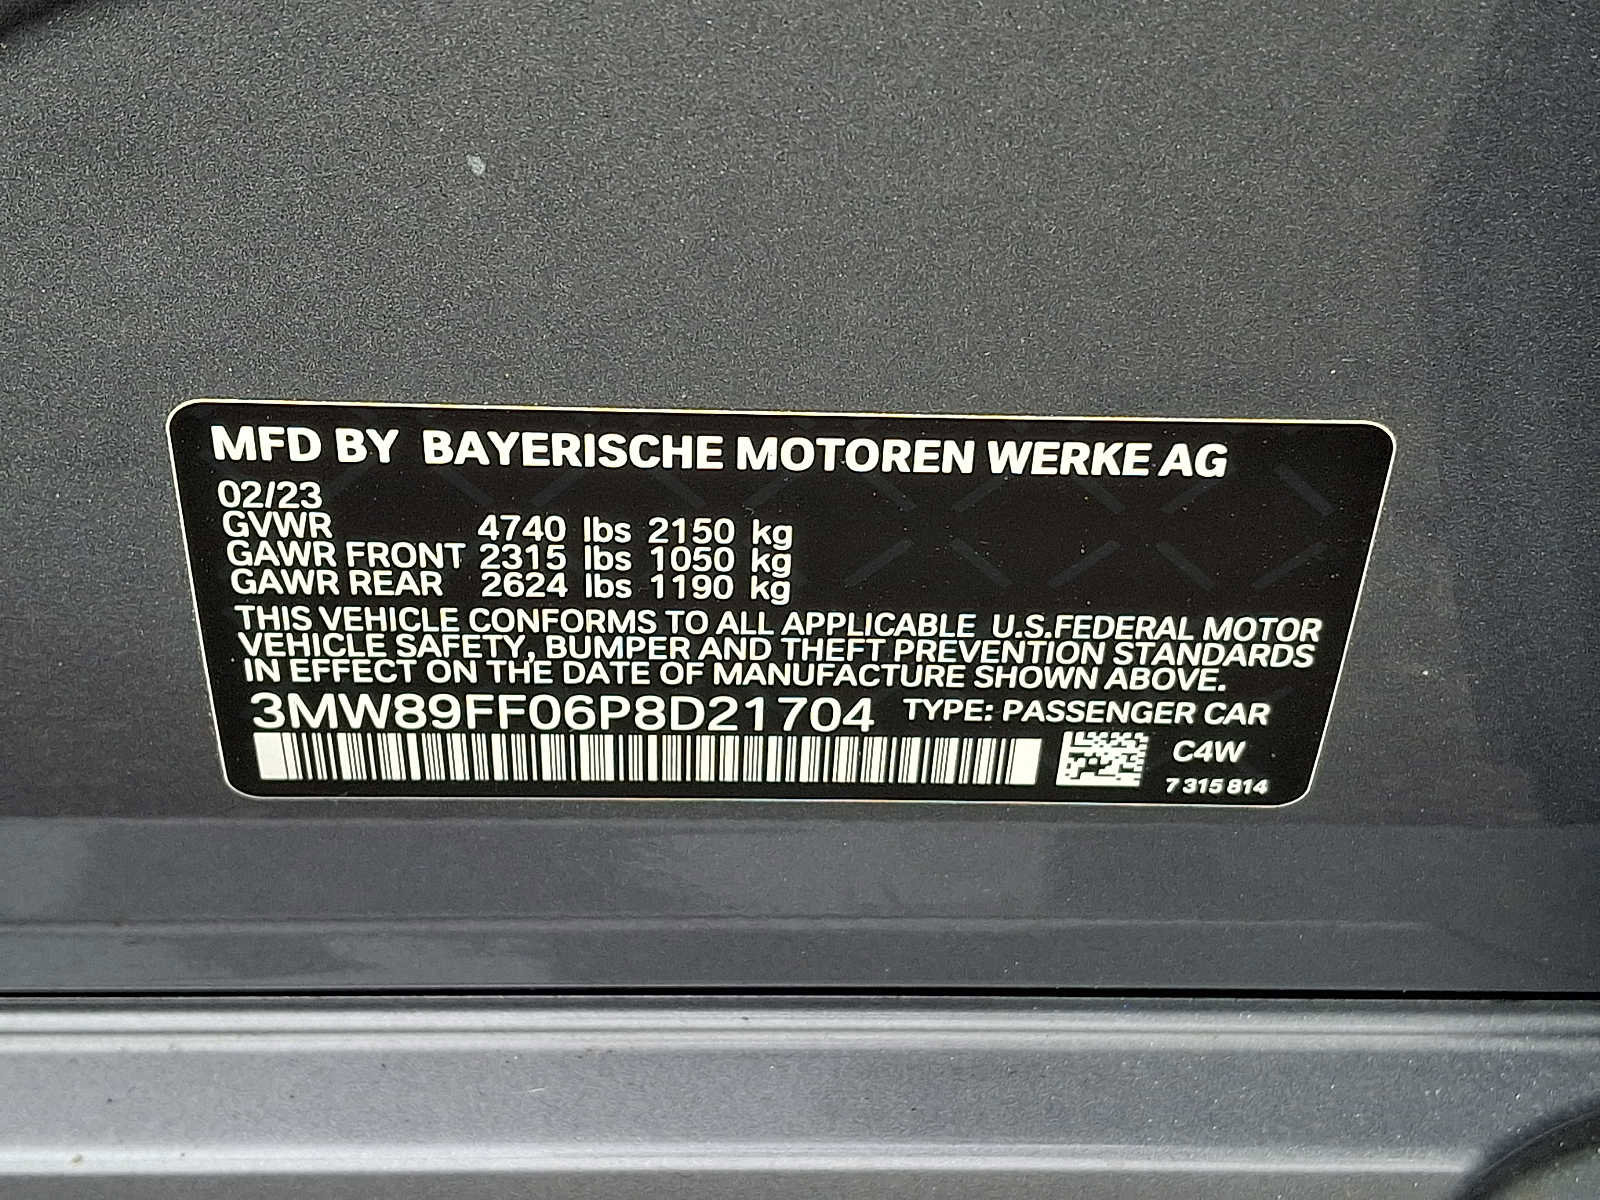 MFD BY BAYERISCHE MOTOREN WERKE AG
02/23
GVWR 4740 lbs 2150 kg
GAWR FRONT 2315 lbs 1050 kg
GAWR REAR 2624 lbs 1190 kg
THIS VEHICLE CONFORMS TO ALL APPLICABLE U.S.FEDERAL MOTOR
VEHICLE SAFETY, BUMPER AND THEFT PREVENTION STANDARDS
IN EFFECT ON THE DATE OF MANUFACTURE SHOWN ABOVE.
3MW89FF06P8D21704 TYPE: PASSENGER CAR
C4W
7 315 814